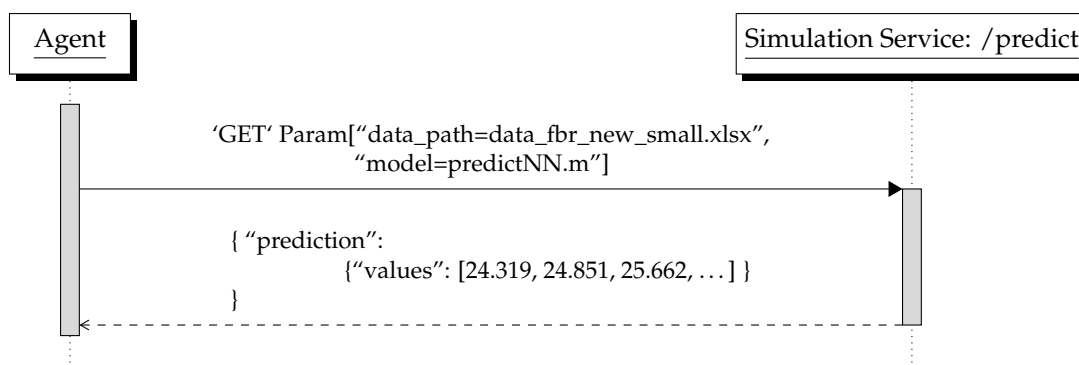 Agent
Simulation Service: /predict
‘GET‘ Param[“data_path=data_fbr_new_small.xlsx”,
“model=predictNN.m”]
{ “prediction”:
{“values”: [24.319, 24.851, 25.662, . . . ] }
}